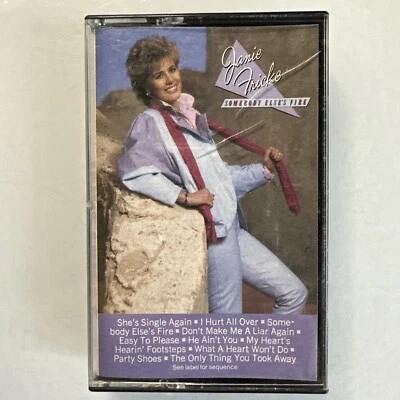 Janie
Fricke
SOMEBODY ELSE'S FIRE
She's Single Again ▪ I Hurt All Over ▪ Some-
body Else's Fire ▪ Don't Make Me A Liar Again ▪
Easy To Please ▪ He Ain't You ▪ My Heart's
Hearin' Footsteps ▪ What A Heart Won't Do ▪
Party Shoes ▪ The Only Thing You Took Away
See label for sequence